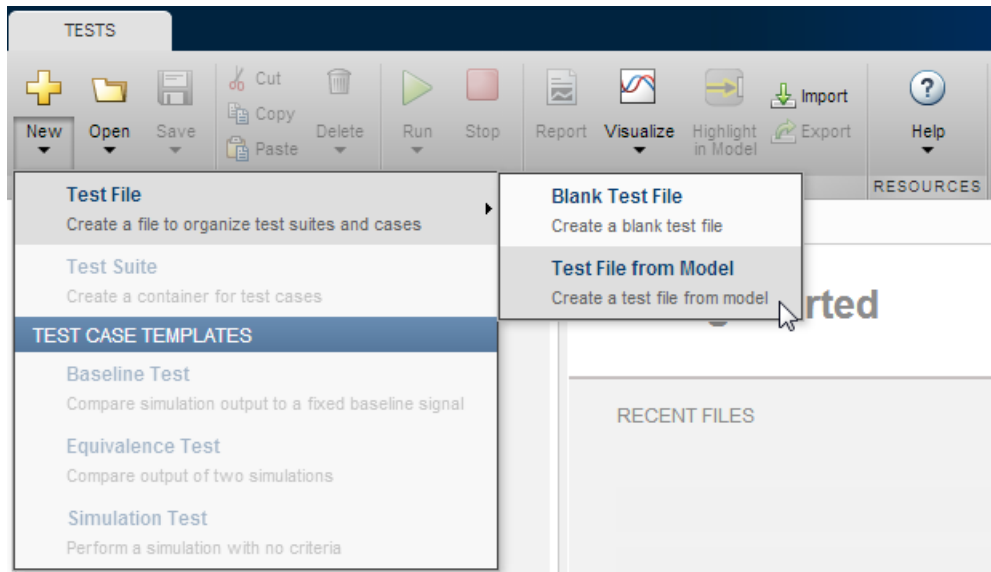 TESTS
New
Open
Save
Cut
Copy
Paste
Delete
Run
Stop
Report
Visualize
Highlight
in Model
Import
Export
Help
RESOURCES
Test File
Create a file to organize test suites and cases
Test Suite
Create a container for test cases
TEST CASE TEMPLATES
Baseline Test
Compare simulation output to a fixed baseline signal
Equivalence Test
Compare output of two simulations
Simulation Test
Perform a simulation with no criteria
Blank Test File
Create a blank test file
Test File from Model
Create a test file from model
rted
RECENT FILES